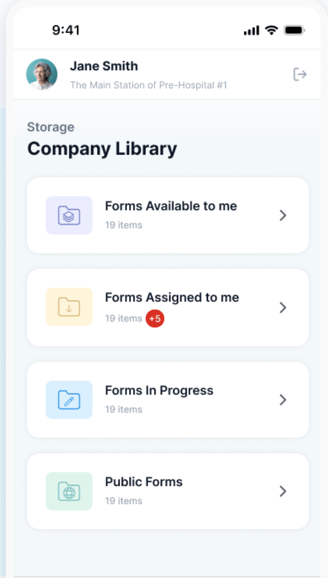 9:41
Jane Smith
The Main Station of Pre-Hospital #1
Storage
Company Library
Forms Available to me
19 items
Forms Assigned to me
19 items +5
Forms In Progress
19 items
Public Forms
19 items